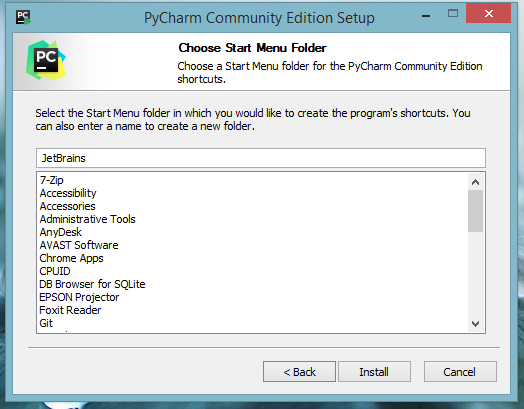 PC
PyCharm Community Edition Setup
PC
Choose Start Menu Folder
Choose a Start Menu folder for the PyCharm Community Edition
shortcuts.
Select the Start Menu folder in which you would like to create the program's shortcuts. You
can also enter a name to create a new folder.
JetBrains
7-Zip
Accessibility
Accessories
Administrative Tools
AnyDesk
AVAST Software
Chrome Apps
CPUID
DB Browser for SQLite
EPSON Projector
Foxit Reader
Git
< Back
Install
Cancel